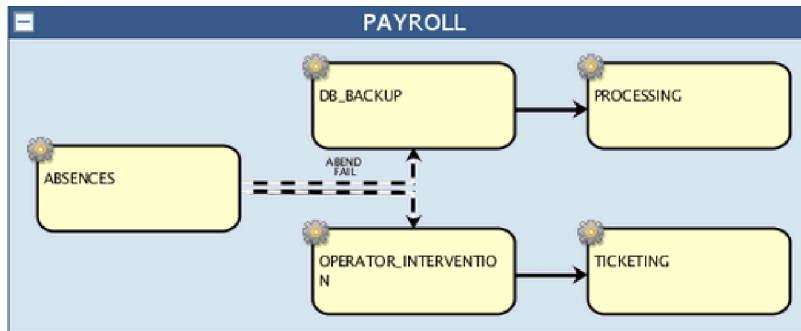 PAYROLL
DB_BACKUP
PROCESSING
ABEND
FAIL
ABSENCES
OPERATOR_INTERVENTIO
N
TICKETING